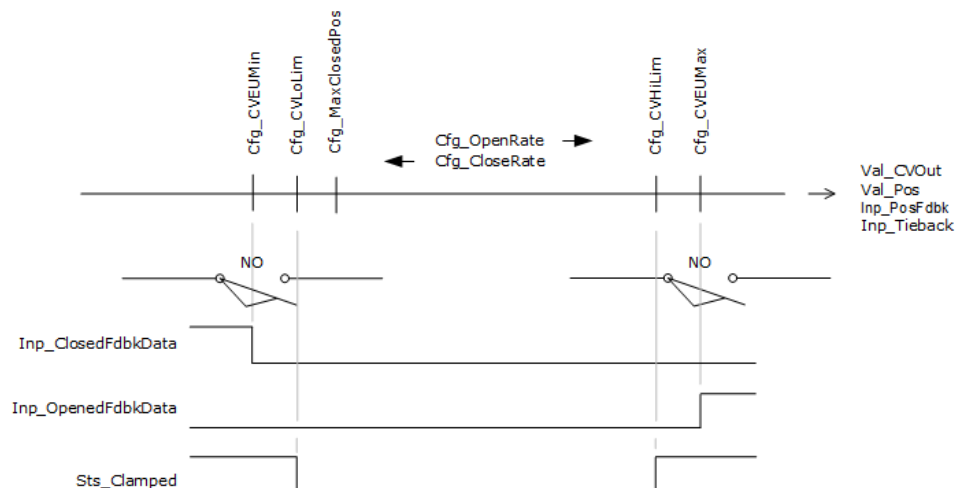 Cfg_CVEUMin
Cfg_CVLoLim
Cfg_MaxClosedPos
Cfg_OpenRate
Cfg_CloseRate
Cfg_CVHiLim
Cfg_CVEUMax
Val_CVOut
Val_Pos
Inp_PosFdbk
Inp_Tieback
NO
NO
Inp_ClosedFdbkData
Inp_OpenedFdbkData
Sts_Clamped